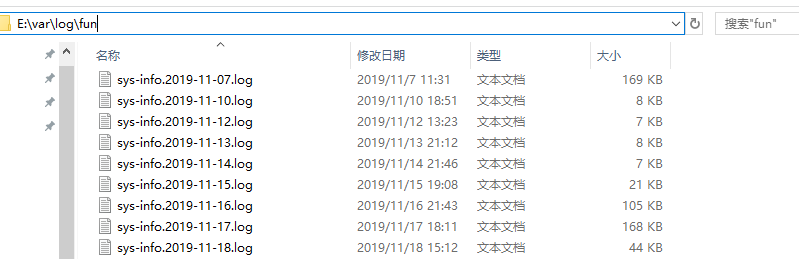 E:\var\log\fun 搜索"fun"
名称 修改日期 类型 大小
sys-info.2019-11-07.log 2019/11/7 11:31 文本文档 169 KB
sys-info.2019-11-10.log 2019/11/10 18:51 文本文档 8 KB
sys-info.2019-11-12.log 2019/11/12 13:23 文本文档 7 KB
sys-info.2019-11-13.log 2019/11/13 21:12 文本文档 8 KB
sys-info.2019-11-14.log 2019/11/14 21:46 文本文档 7 KB
sys-info.2019-11-15.log 2019/11/15 19:08 文本文档 21 KB
sys-info.2019-11-16.log 2019/11/16 21:43 文本文档 105 KB
sys-info.2019-11-17.log 2019/11/17 18:11 文本文档 168 KB
sys-info.2019-11-18.log 2019/11/18 15:12 文本文档 44 KB